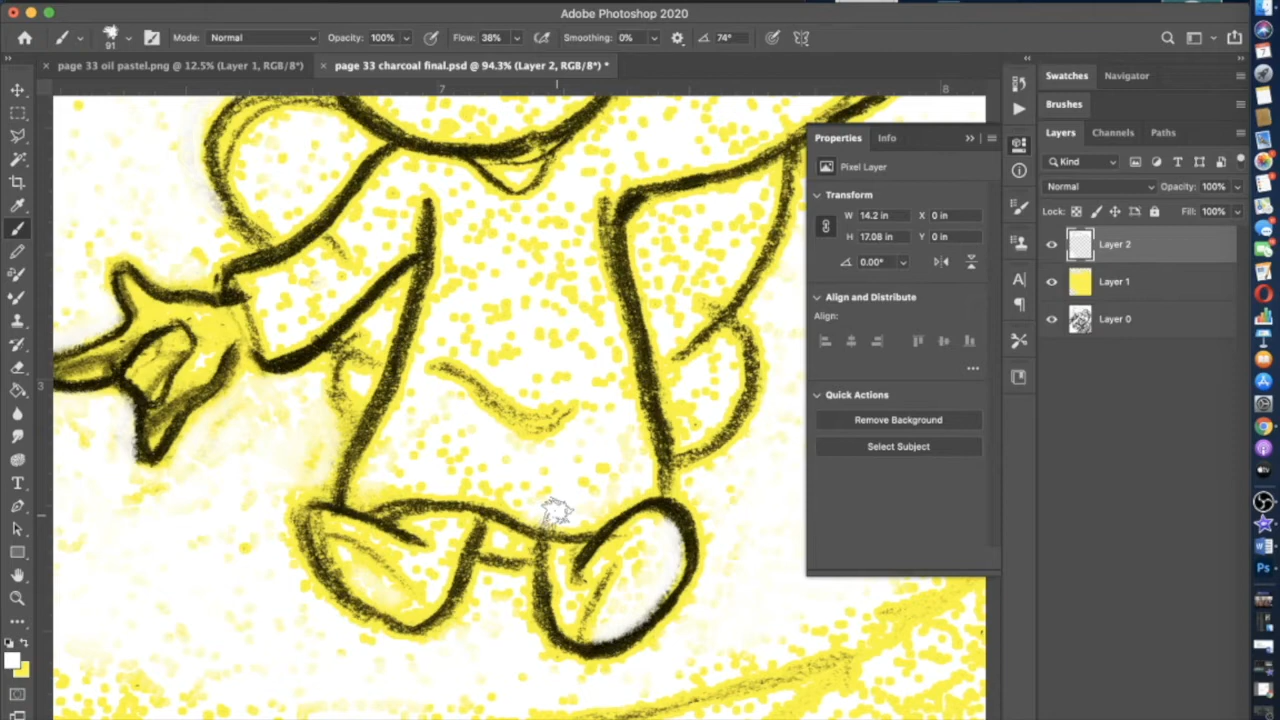 Adobe Photoshop 2020
91
Mode: Normal
Opacity: 100%
Flow: 38%
Smoothing: 0%
74°
page 33 oil pastel.png @ 12.5% (Layer 1, RGB/8*)
page 33 charcoal final.psd @ 94.3% (Layer 2, RGB/8*) *
7
8
3
Properties
Info
Pixel Layer
Transform
W 14.2 in X 0 in
H 17.08 in Y 0 in
0.00°
Align and Distribute
Align:
Quick Actions
Remove Background
Select Subject
Swatches
Navigator
Brushes
Layers
Channels
Paths
Kind
Normal
Opacity: 100%
Lock:
Fill: 100%
Layer 2
Layer 1
Layer 0
Ps